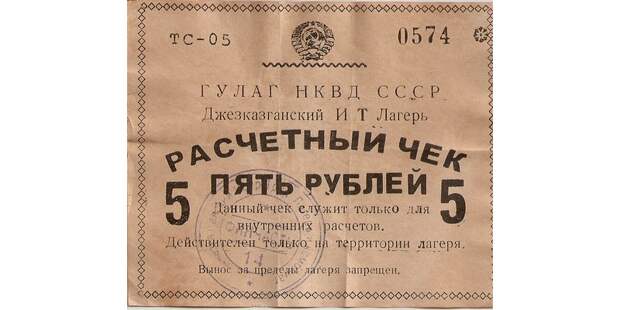 ТС-05 0574
ГУЛАГ НКВД СССР
Джезказганский И Т Лагерь
РАСЧЕТНЫЙ ЧЕК
5 ПЯТЬ РУБЛЕЙ 5
Данный чек служит только для
внутренних расчетов.
Действителен только на территории лагеря.
Вынос за пределы лагеря запрещен.
14